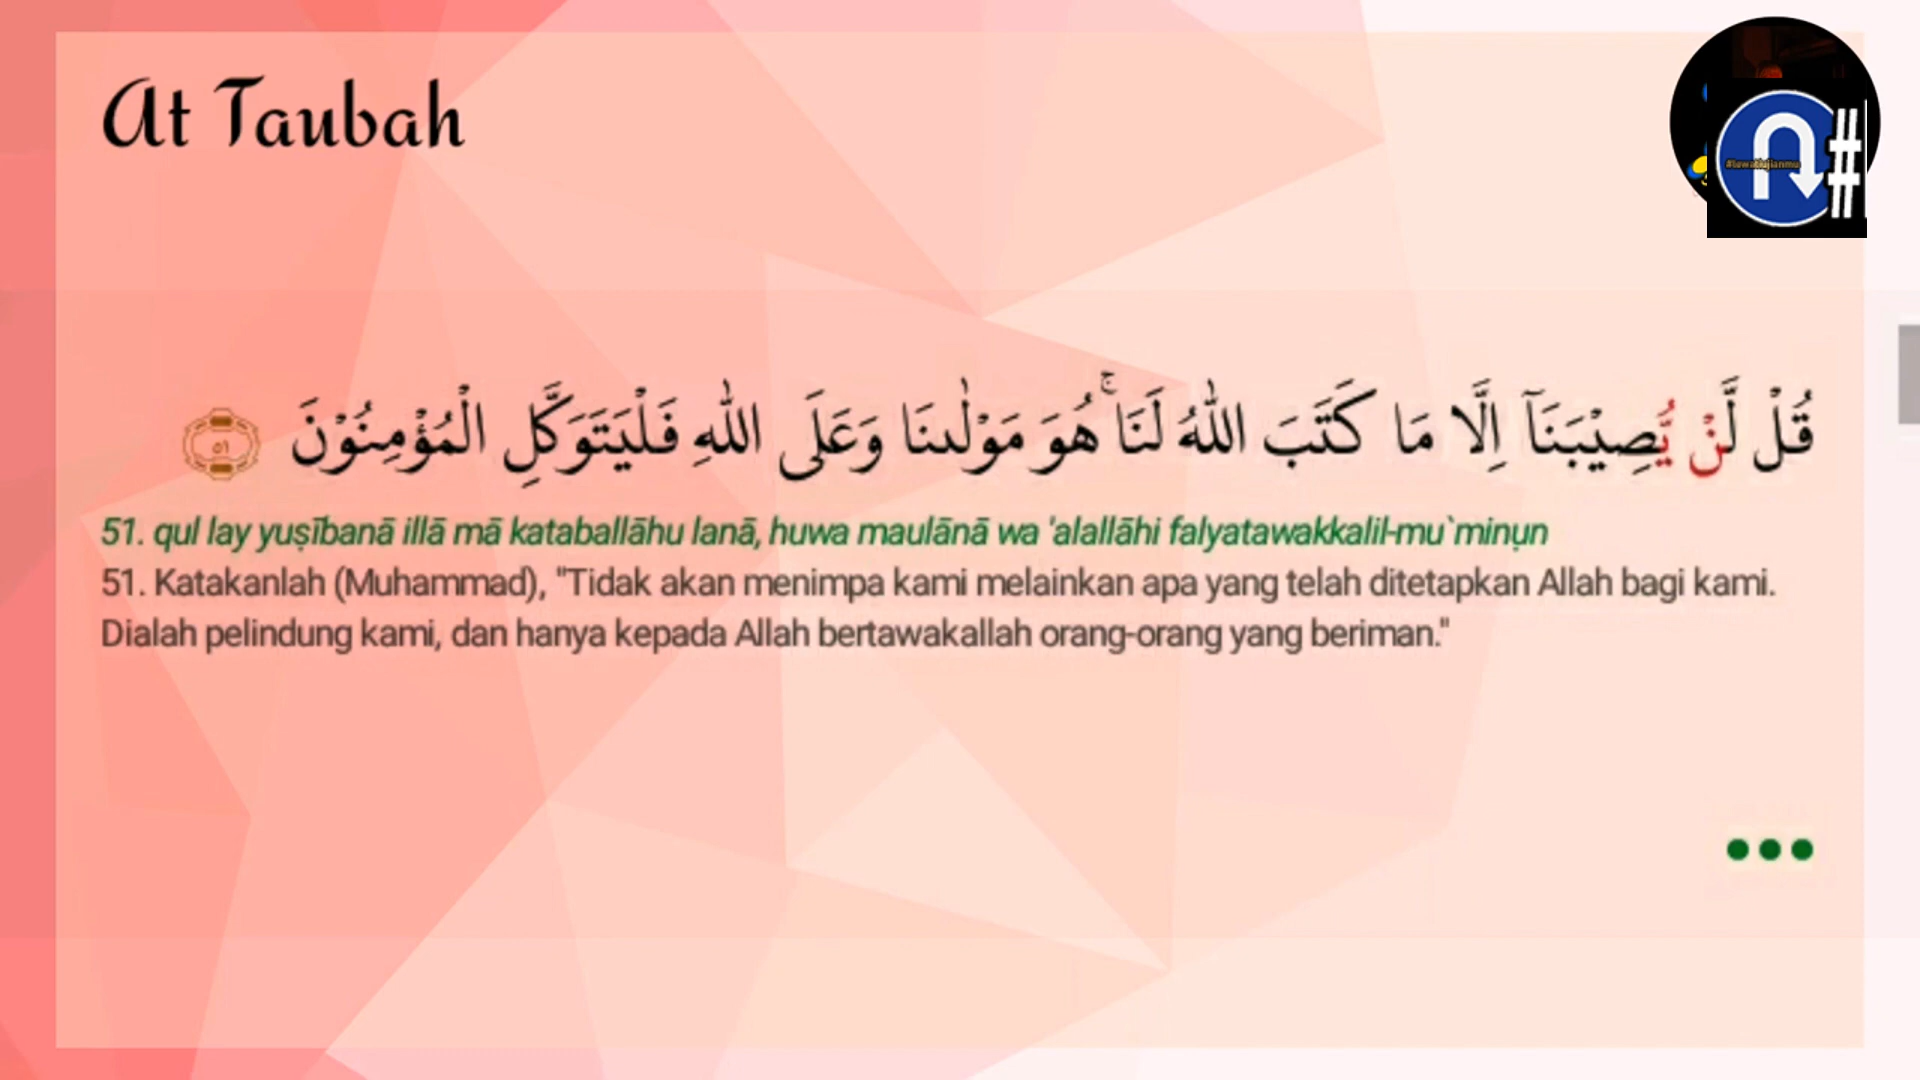 At Taubah
#lewatiujianmu
#
قُلْ لَّنْ يُّصِيْبَنَآ اِلَّا مَا كَتَبَ اللّٰهُ لَنَاۚ هُوَ مَوْلٰىنَا وَعَلَى اللّٰهِ فَلْيَتَوَكَّلِ الْمُؤْمِنُوْنَ ٥١
51. qul lay yuṣībanā illā mā kataballāhu lanā, huwa maulānā wa 'alallāhi falyatawakkalil-mu`minụn
51. Katakanlah (Muhammad), "Tidak akan menimpa kami melainkan apa yang telah ditetapkan Allah bagi kami.
Dialah pelindung kami, dan hanya kepada Allah bertawakallah orang-orang yang beriman."